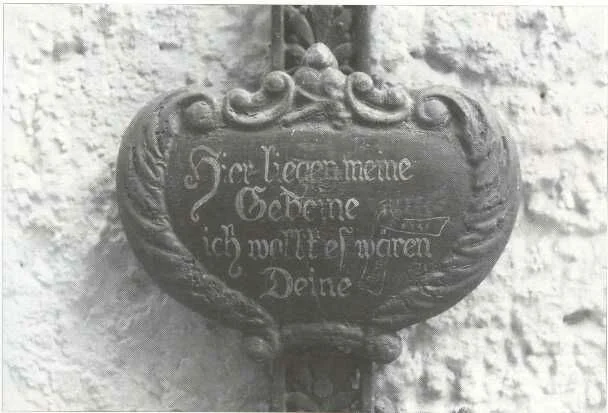 Hier liegen meine
Gebeine
ich wollt es wären
Deine